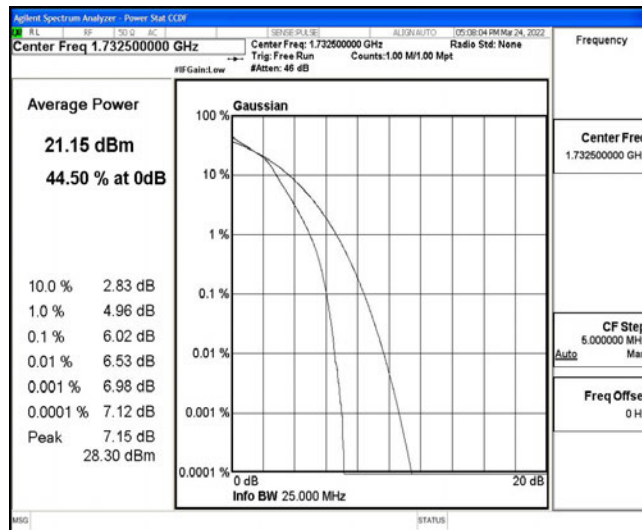 Agilent Spectrum Analyzer - Power Stat CCDF
RL RF 50 Ω AC SENSE:PULSE ALIGN AUTO 05:08:04 PM Mar 24, 2022
Center Freq 1.732500000 GHz
Center Freq: 1.732500000 GHz Radio Std: None
Trig: Free Run Counts:1.00 M/1.00 Mpt
#IFGain:Low #Atten: 46 dB
Frequency
Average Power
21.15 dBm
44.50 % at 0dB
10.0 % 2.83 dB
1.0 % 4.96 dB
0.1 % 6.02 dB
0.01 % 6.53 dB
0.001 % 6.98 dB
0.0001 % 7.12 dB
Peak 7.15 dB
28.30 dBm
Gaussian
100 %
10 %
1 %
0.1 %
0.01 %
0.001 %
0.0001 %
0 dB 20 dB
Info BW 25.000 MHz
Center Fre
1.732500000 GH
CF Ste
5.000000 MH
Auto Ma
Freq Offse
0 H
MSG STATUS